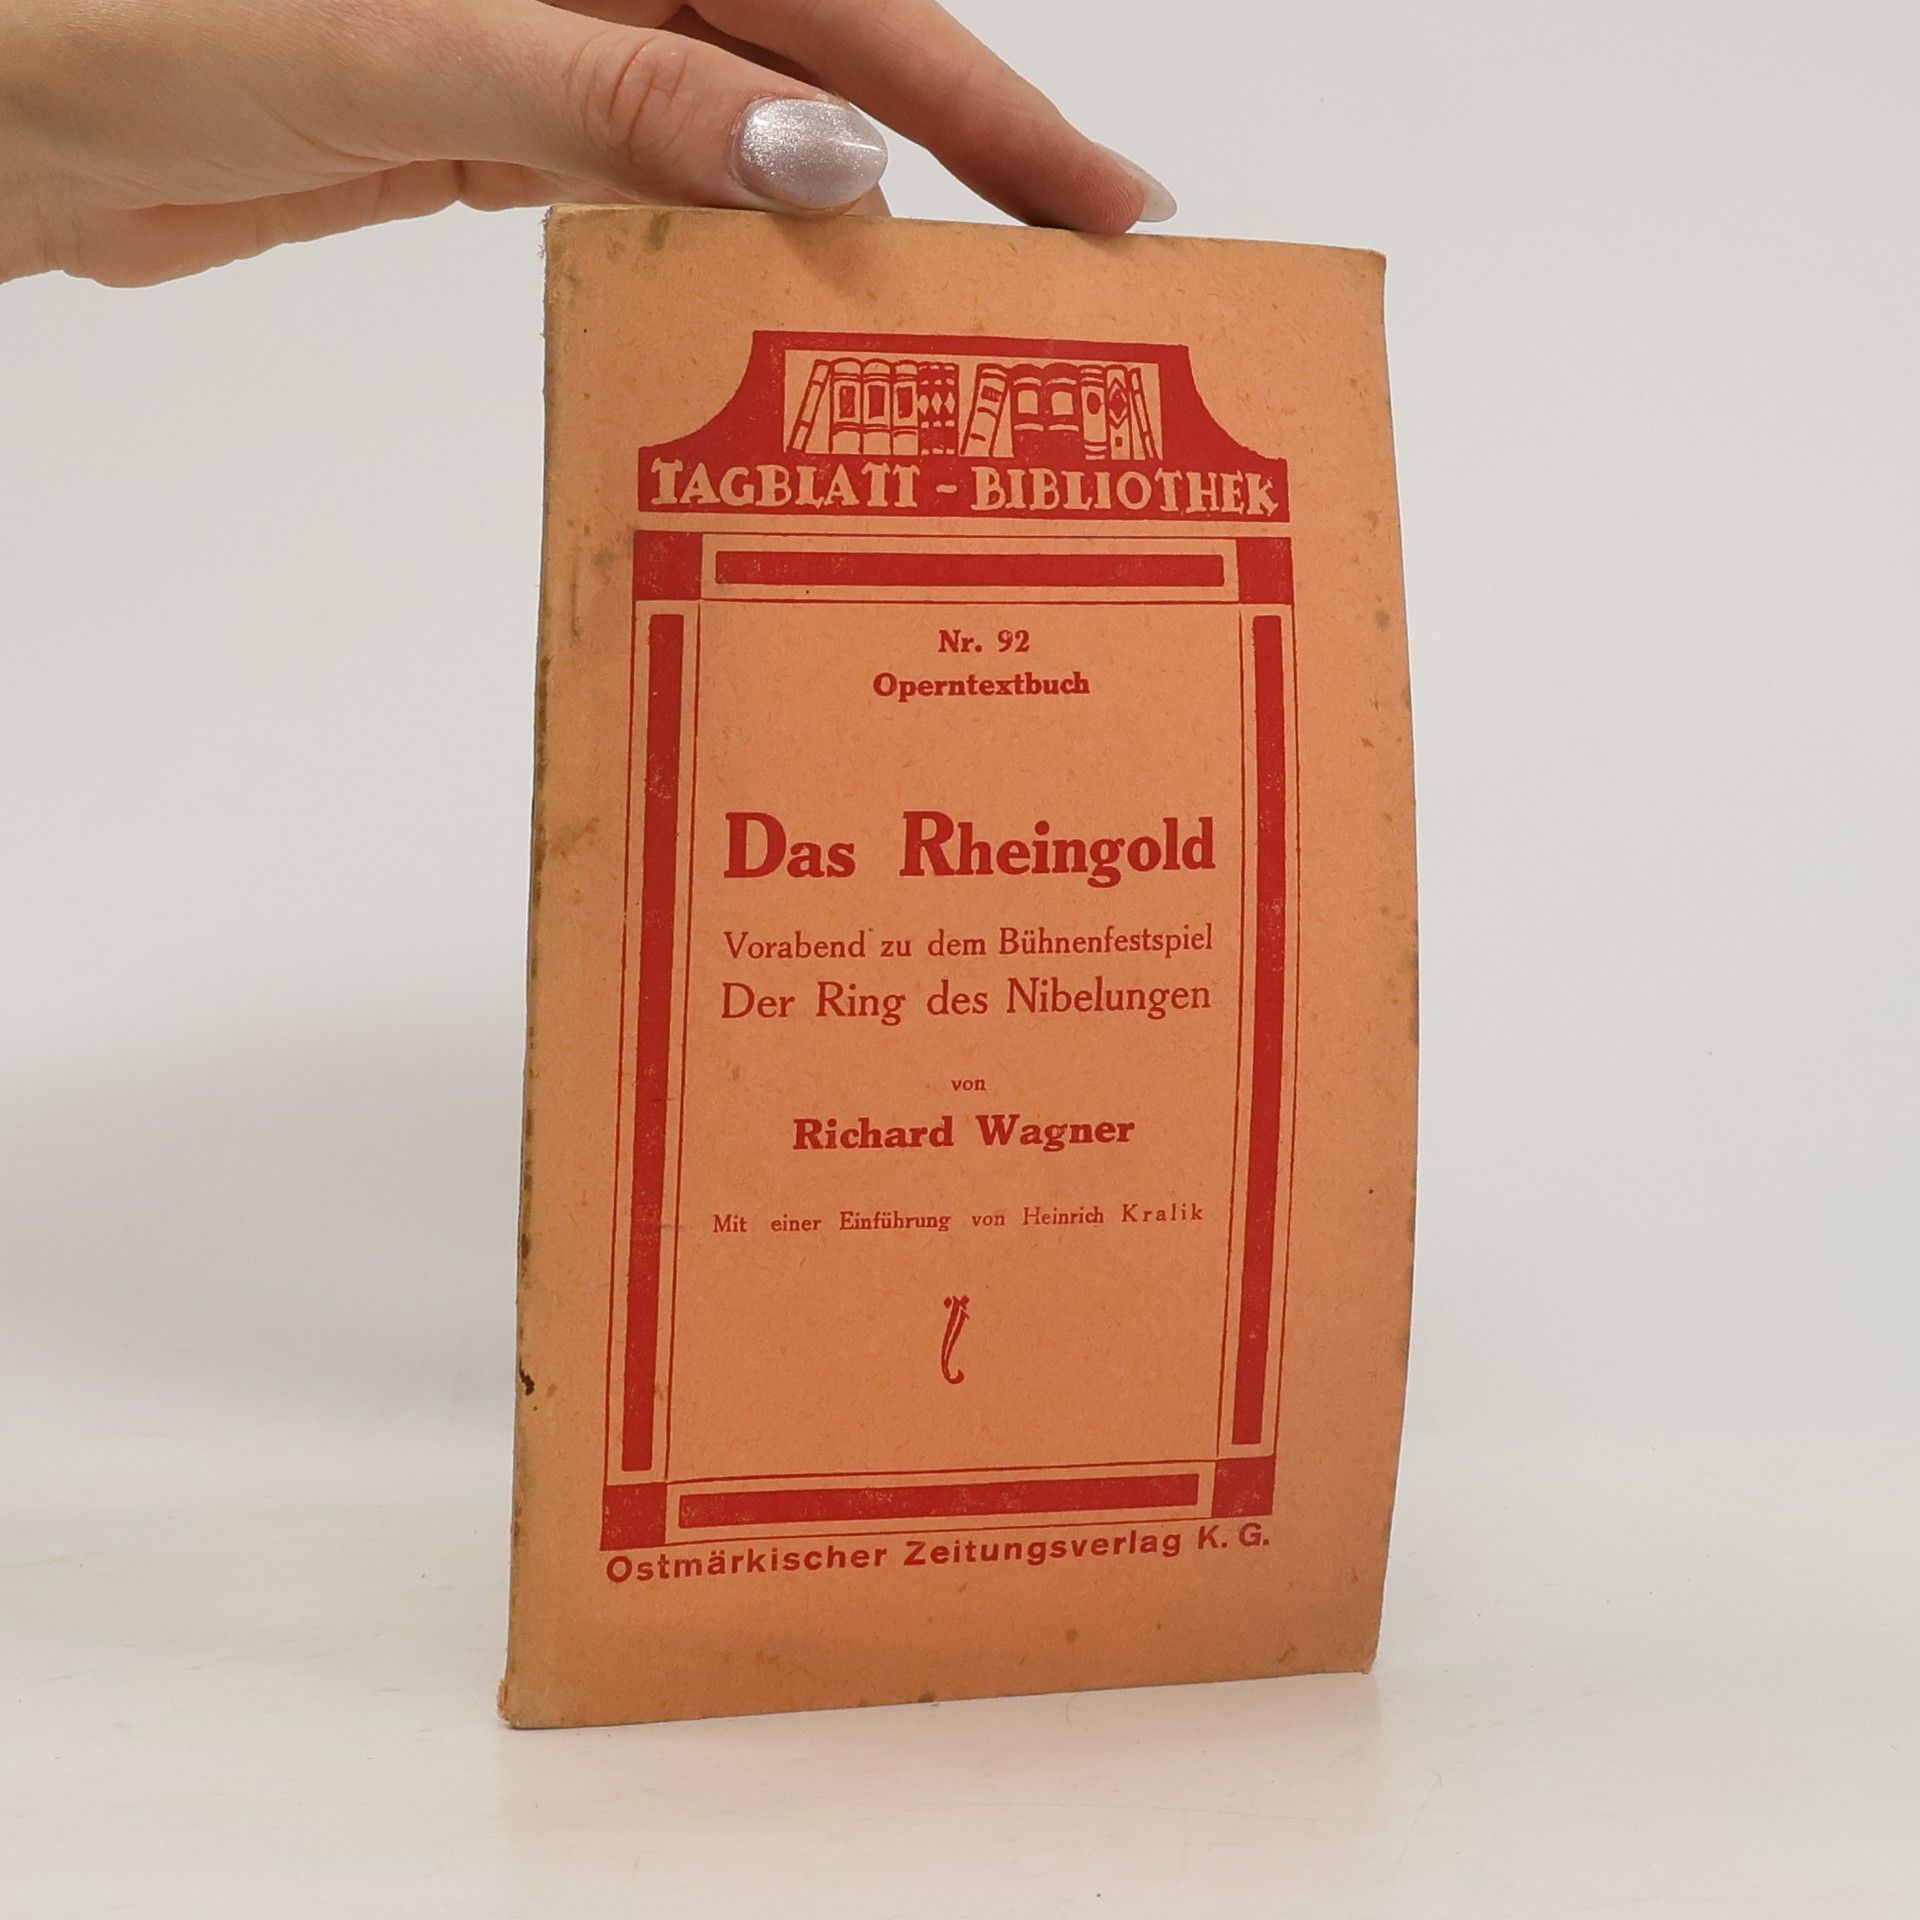 TAGBLATT - BIBLIOTHEK
Nr. 92
Operntextbuch
Das Rheingold
Vorabend zu dem Bühnenfestspiel
Der Ring des Nibelungen
von
Richard Wagner
Mit einer Einführung von Heinrich Kralik
Ostmärkischer Zeitungsverlag K. G.